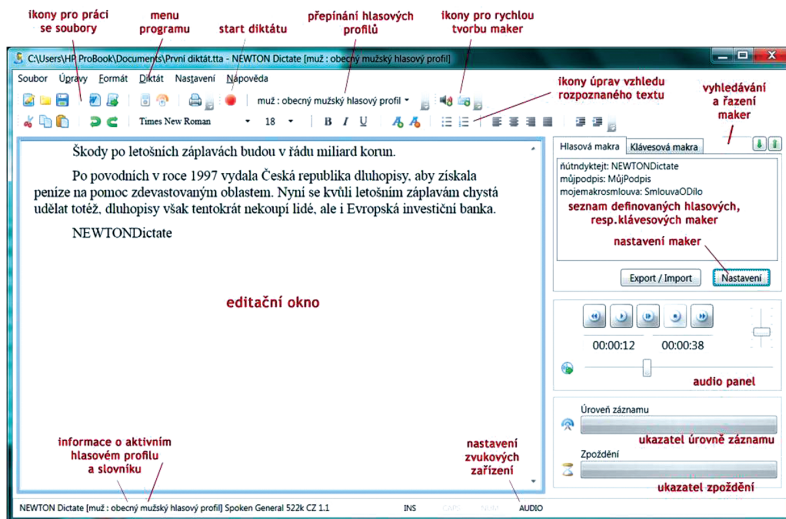 ikony pro práci
se soubory
menu
programu
start diktátu
přepínání hlasových
profilů
ikony pro rychlou
tvorbu maker
C:\Users\HP ProBook\Documents\První diktát.tta - NEWTON Dictate [muž : obecný mužský hlasový profil]
Soubor Úpravy Formát Diktát Nastavení Nápověda
muž : obecný mužský hlasový profil
ikony úprav vzhledu
rozpoznaného textu
vyhledávání
a řazení
maker
Times New Roman 18 B I U
Škody po letošních záplavách budou v řádu miliard korun.
Po povodních v roce 1997 vydala Česká republika dluhopisy, aby získala
peníze na pomoc zdevastovaným oblastem. Nyní se kvůli letošním záplavám chystá
udělat totéž, dluhopisy však tentokrát nekoupí lidé, ale i Evropská investiční banka.
NEWTONDictate
editační okno
Hlasová makra Klávesová makra
ňútndyktejt: NEWTONDictate
můjpodpis: MůjPodpis
mojemakrosmlouva: SmlouvaODílo
seznam definovaných hlasových,
resp.klávesových maker
nastavení maker
Export / Import Nastavení
00:00:12 00:00:38
audio panel
Úroveň záznamu
ukazatel úrovně záznamu
Zpoždění
ukazatel zpoždění
informace o aktivním
hlasovém profilu
a slovníku
nastavení
zvukových
zařízení
NEWTON Dictate [muž : obecný mužský hlasový profil] Spoken General 522k CZ 1.1 INS CAPS NUM AUDIO